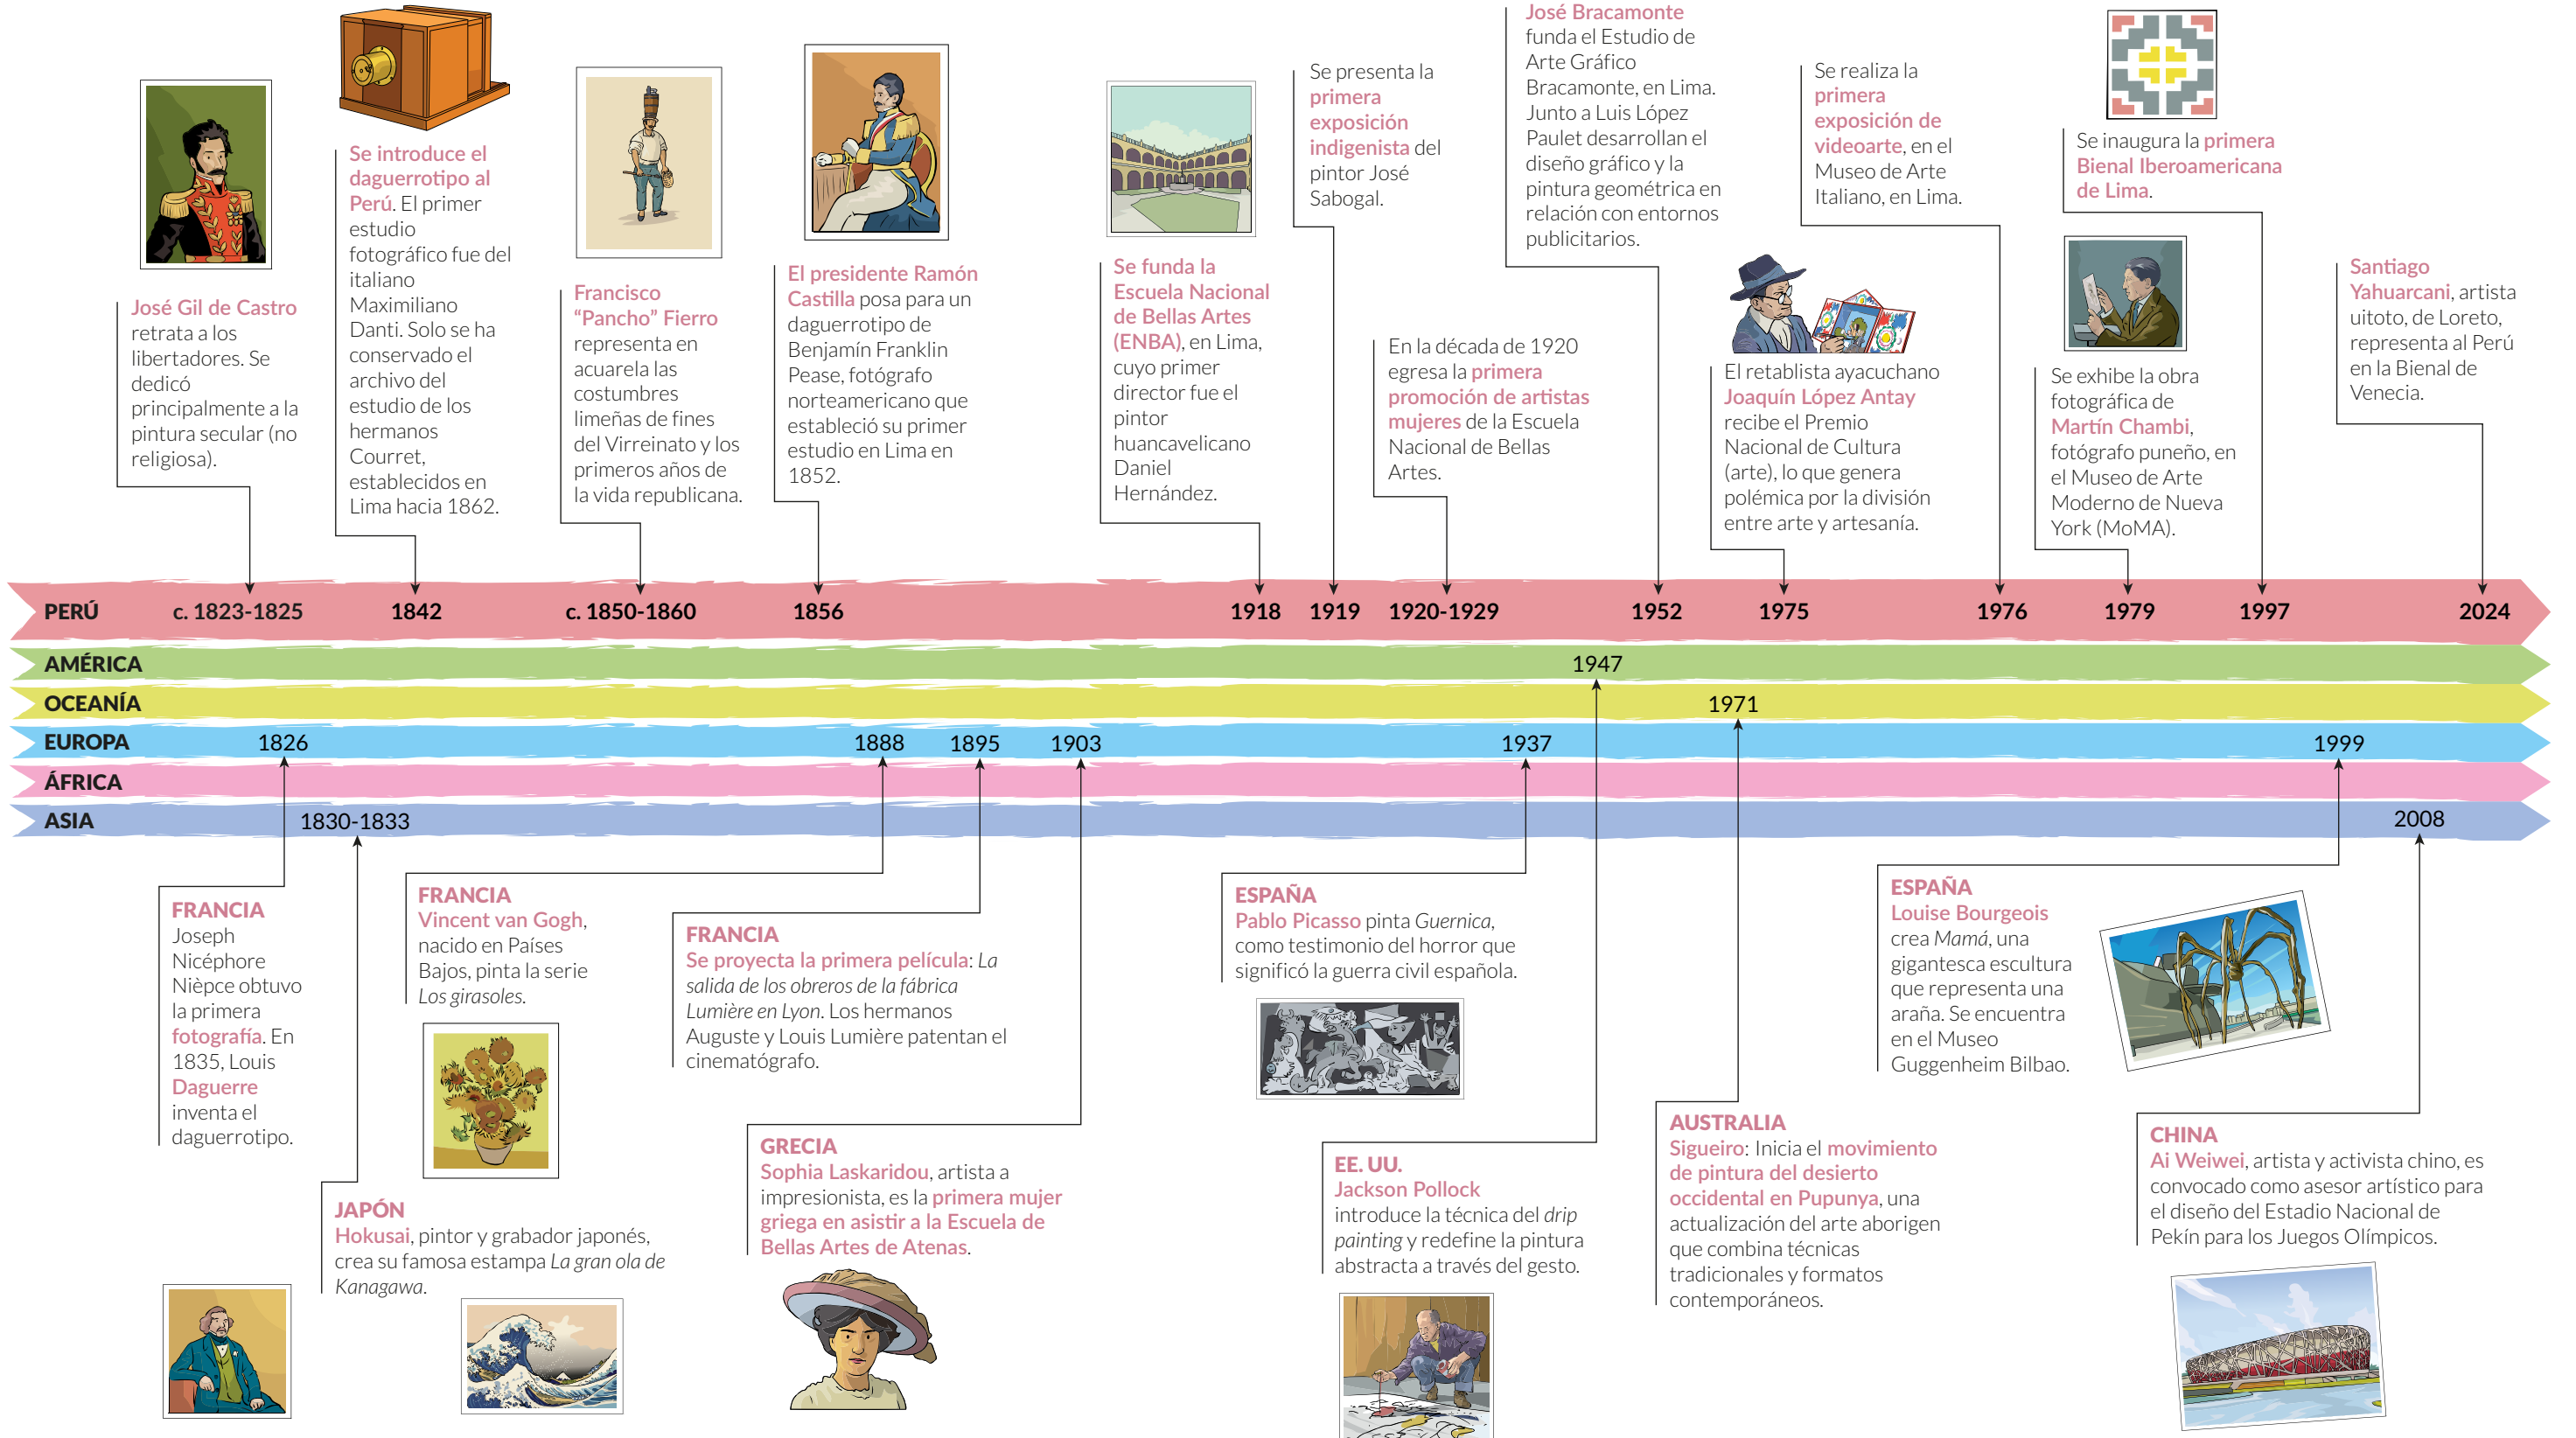 José Gil de Castro
retrata a los
libertadores. Se
dedicó
principalmente a la
pintura secular (no
religiosa).
Se introduce el
daguerrotipo al
Perú. El primer
estudio
fotográfico fue del
italiano
Maximiliano
Danti. Solo se ha
conservado el
archivo del
estudio de los
hermanos
Courret,
establecidos en
Lima hacia 1862.
Francisco
“Pancho” Fierro
representa en
acuarela las
costumbres
limeñas de fines
del Virreinato y los
primeros años de
la vida republicana.
El presidente Ramón
Castilla posa para un
daguerrotipo de
Benjamín Franklin
Pease, fotógrafo
norteamericano que
estableció su primer
estudio en Lima en
1852.
Se funda la
Escuela Nacional
de Bellas Artes
(ENBA), en Lima,
cuyo primer
director fue el
pintor
huancavelicano
Daniel
Hernández.
Se presenta la
primera
exposición
indigenista del
pintor José
Sabogal.
En la década de 1920
egresa la primera
promoción de artistas
mujeres de la Escuela
Nacional de Bellas
Artes.
José Bracamonte
funda el Estudio de
Arte Gráfico
Bracamonte, en Lima.
Junto a Luis López
Paulet desarrollan el
diseño gráfico y la
pintura geométrica en
relación con entornos
publicitarios.
El retablista ayacuchano
Joaquín López Antay
recibe el Premio
Nacional de Cultura
(arte), lo que genera
polémica por la división
entre arte y artesanía.
Se realiza la
primera
exposición de
videoarte, en el
Museo de Arte
Italiano, en Lima.
Se exhibe la obra
fotográfica de
Martín Chambi,
fotógrafo puneño, en
el Museo de Arte
Moderno de Nueva
York (MoMA).
Se inaugura la primera
Bienal Iberoamericana
de Lima.
Santiago
Yahuarcani, artista
uitoto, de Loreto,
representa al Perú
en la Bienal de
Venecia.
PERÚ c. 1823-1825 1842 c. 1850-1860 1856 1918 1919 1920-1929 1952 1975 1976 1979 1997 2024
AMÉRICA 1947
OCEANÍA 1971
EUROPA 1826 1888 1895 1903 1937 1999
ÁFRICA
ASIA 1830-1833 2008
FRANCIA
Joseph
Nicéphore
Nièpce obtuvo
la primera
fotografía. En
1835, Louis
Daguerre
inventa el
daguerrotipo.
JAPÓN
Hokusai, pintor y grabador japonés,
crea su famosa estampa La gran ola de
Kanagawa.
FRANCIA
Vincent van Gogh,
nacido en Países
Bajos, pinta la serie
Los girasoles.
FRANCIA
Se proyecta la primera película: La
salida de los obreros de la fábrica
Lumière en Lyon. Los hermanos
Auguste y Louis Lumière patentan el
cinematógrafo.
GRECIA
Sophia Laskaridou, artista a
impresionista, es la primera mujer
griega en asistir a la Escuela de
Bellas Artes de Atenas.
ESPAÑA
Pablo Picasso pinta Guernica,
como testimonio del horror que
significó la guerra civil española.
EE. UU.
Jackson Pollock
introduce la técnica del drip
painting y redefine la pintura
abstracta a través del gesto.
AUSTRALIA
Sigueiro: Inicia el movimiento
de pintura del desierto
occidental en Pupunya, una
actualización del arte aborigen
que combina técnicas
tradicionales y formatos
contemporáneos.
ESPAÑA
Louise Bourgeois
crea Mamá, una
gigantesca escultura
que representa una
araña. Se encuentra
en el Museo
Guggenheim Bilbao.
CHINA
Ai Weiwei, artista y activista chino, es
convocado como asesor artístico para
el diseño del Estadio Nacional de
Pekín para los Juegos Olímpicos.